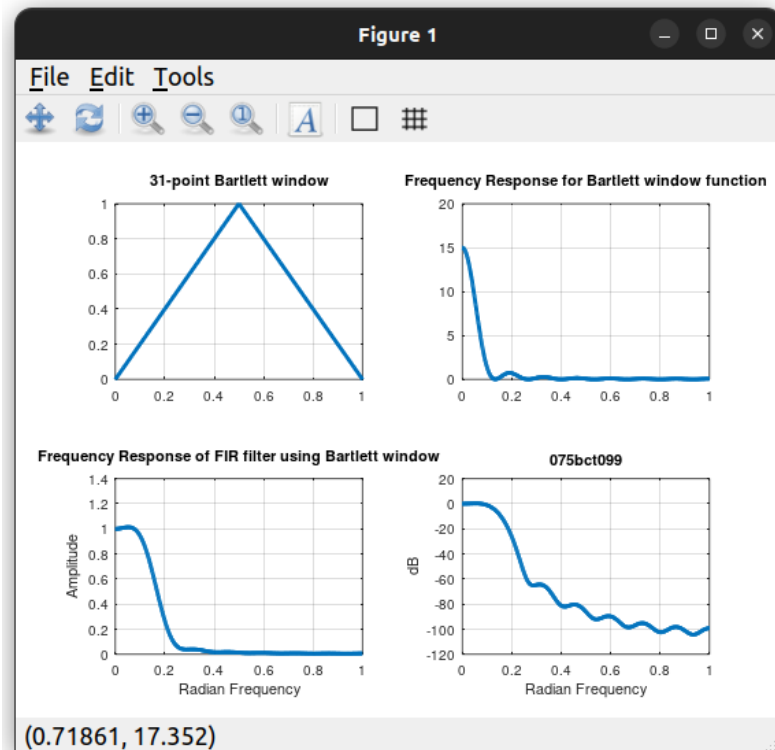 Figure 1
File Edit Tools
A
31-point Bartlett window
1
0.8
0.6
0.4
0.2
0
0 0.2 0.4 0.6 0.8 1
Frequency Response for Bartlett window function
20
15
10
5
0
0 0.2 0.4 0.6 0.8 1
Frequency Response of FIR filter using Bartlett window
Amplitude
1.4
1.2
1
0.8
0.6
0.4
0.2
0
0 0.2 0.4 0.6 0.8 1
Radian Frequency
075bct099
dB
20
0
-20
-40
-60
-80
-100
-120
0 0.2 0.4 0.6 0.8 1
Radian Frequency
(0.71861, 17.352)